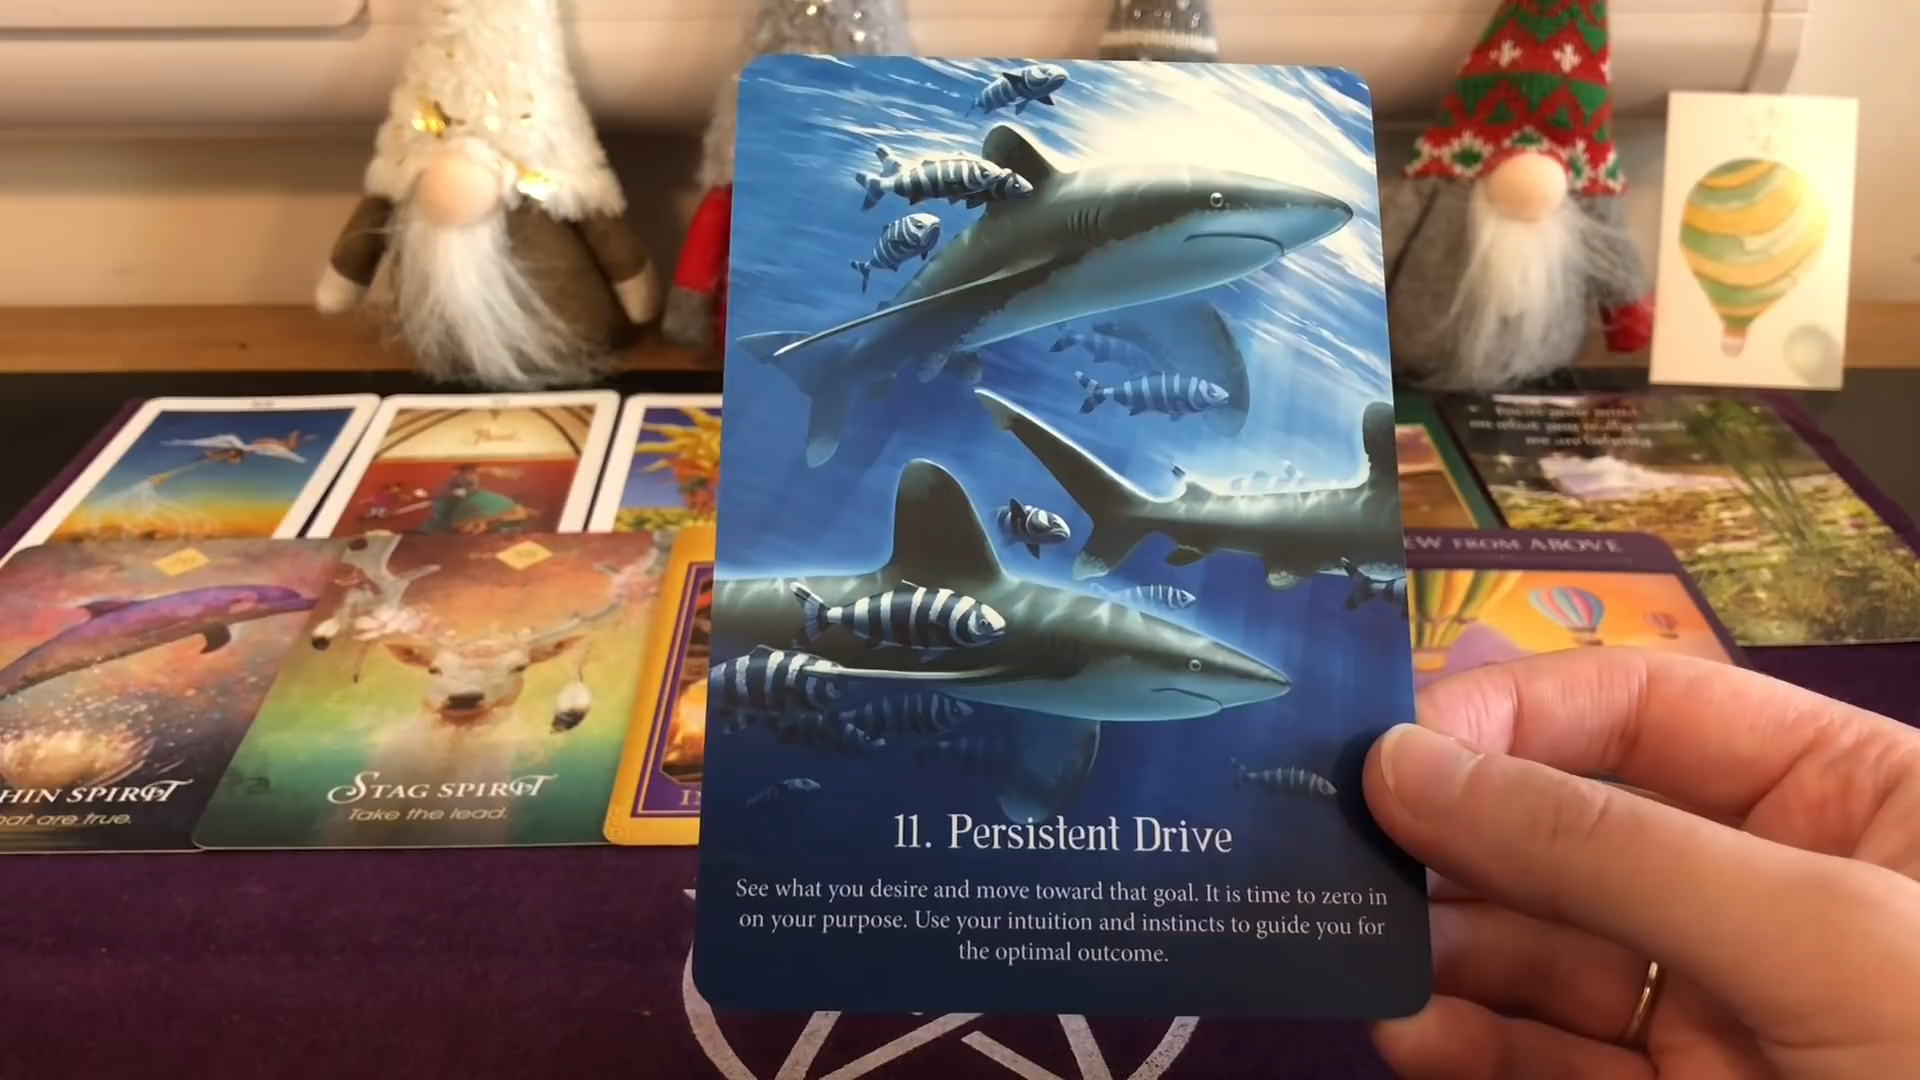 EW FROM ABOVE
HIN SPIRIT
hat are true.
STAG SPIRIT
Take the lead.
11. Persistent Drive
See what you desire and move toward that goal. It is time to zero in
on your purpose. Use your intuition and instincts to guide you for
the optimal outcome.